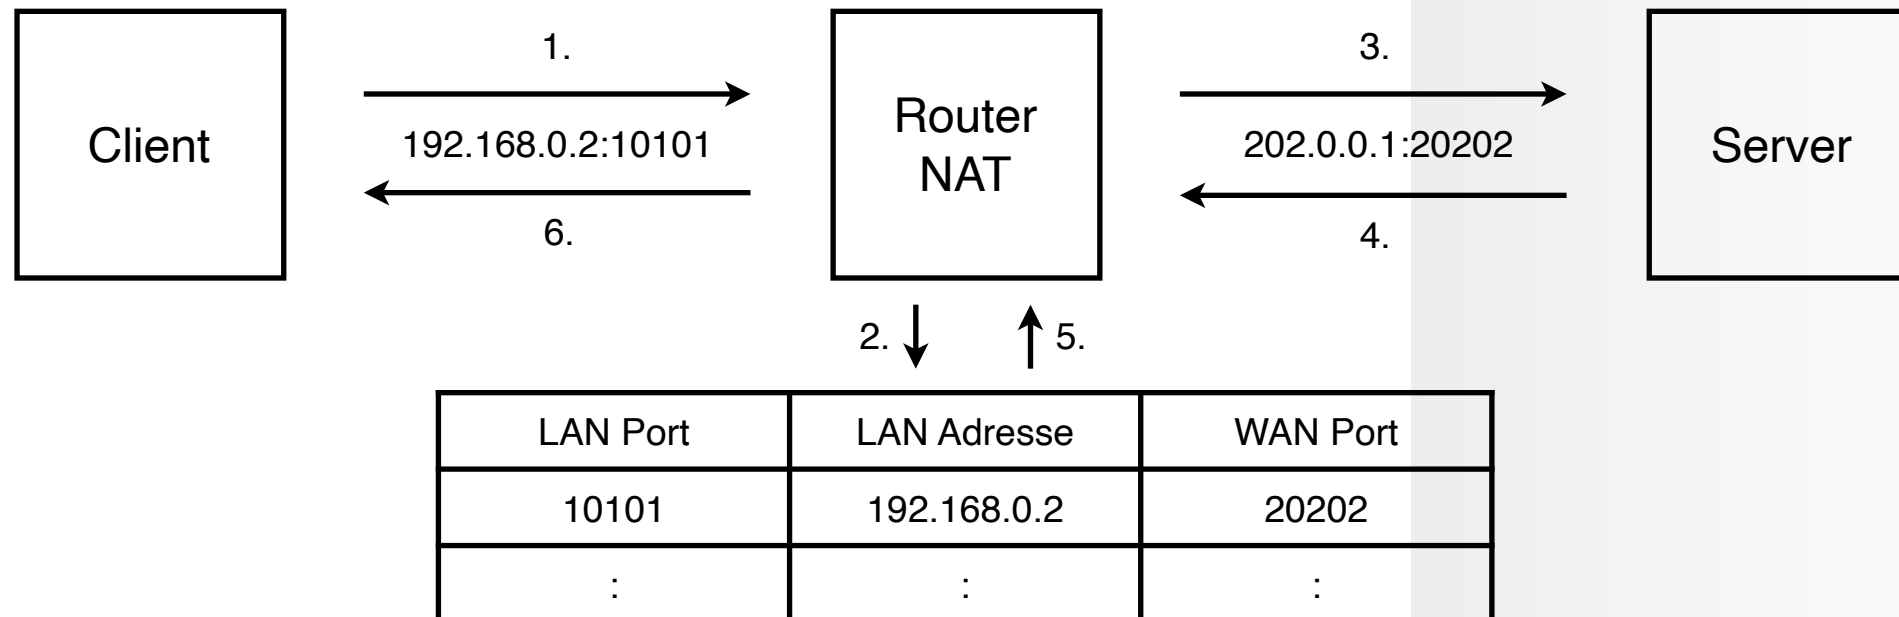 1.
3.
Client
192.168.0.2:10101
Router
NAT
202.0.0.1:20202
Server
6.
4.
2.
5.
LAN Port
LAN Adresse
WAN Port
10101
192.168.0.2
20202
:
:
: